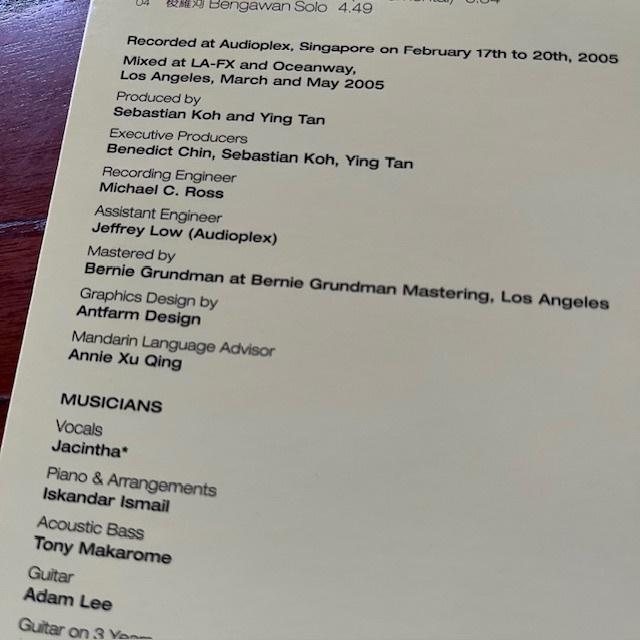 04 梭羅河 Bengawan Solo 4.49
Recorded at Audioplex, Singapore on February 17th to 20th, 2005
Mixed at LA-FX and Oceanway,
Los Angeles, March and May 2005
Produced by
Sebastian Koh and Ying Tan
Executive Producers
Benedict Chin, Sebastian Koh, Ying Tan
Recording Engineer
Michael C. Ross
Assistant Engineer
Jeffrey Low (Audioplex)
Mastered by
Bernie Grundman at Bernie Grundman Mastering, Los Angeles
Graphics Design by
Antfarm Design
Mandarin Language Advisor
Annie Xu Qing
MUSICIANS
Vocals
Jacintha*
Piano & Arrangements
Iskandar Ismail
Acoustic Bass
Tony Makarome
Guitar
Adam Lee
Guitar on 3 Years